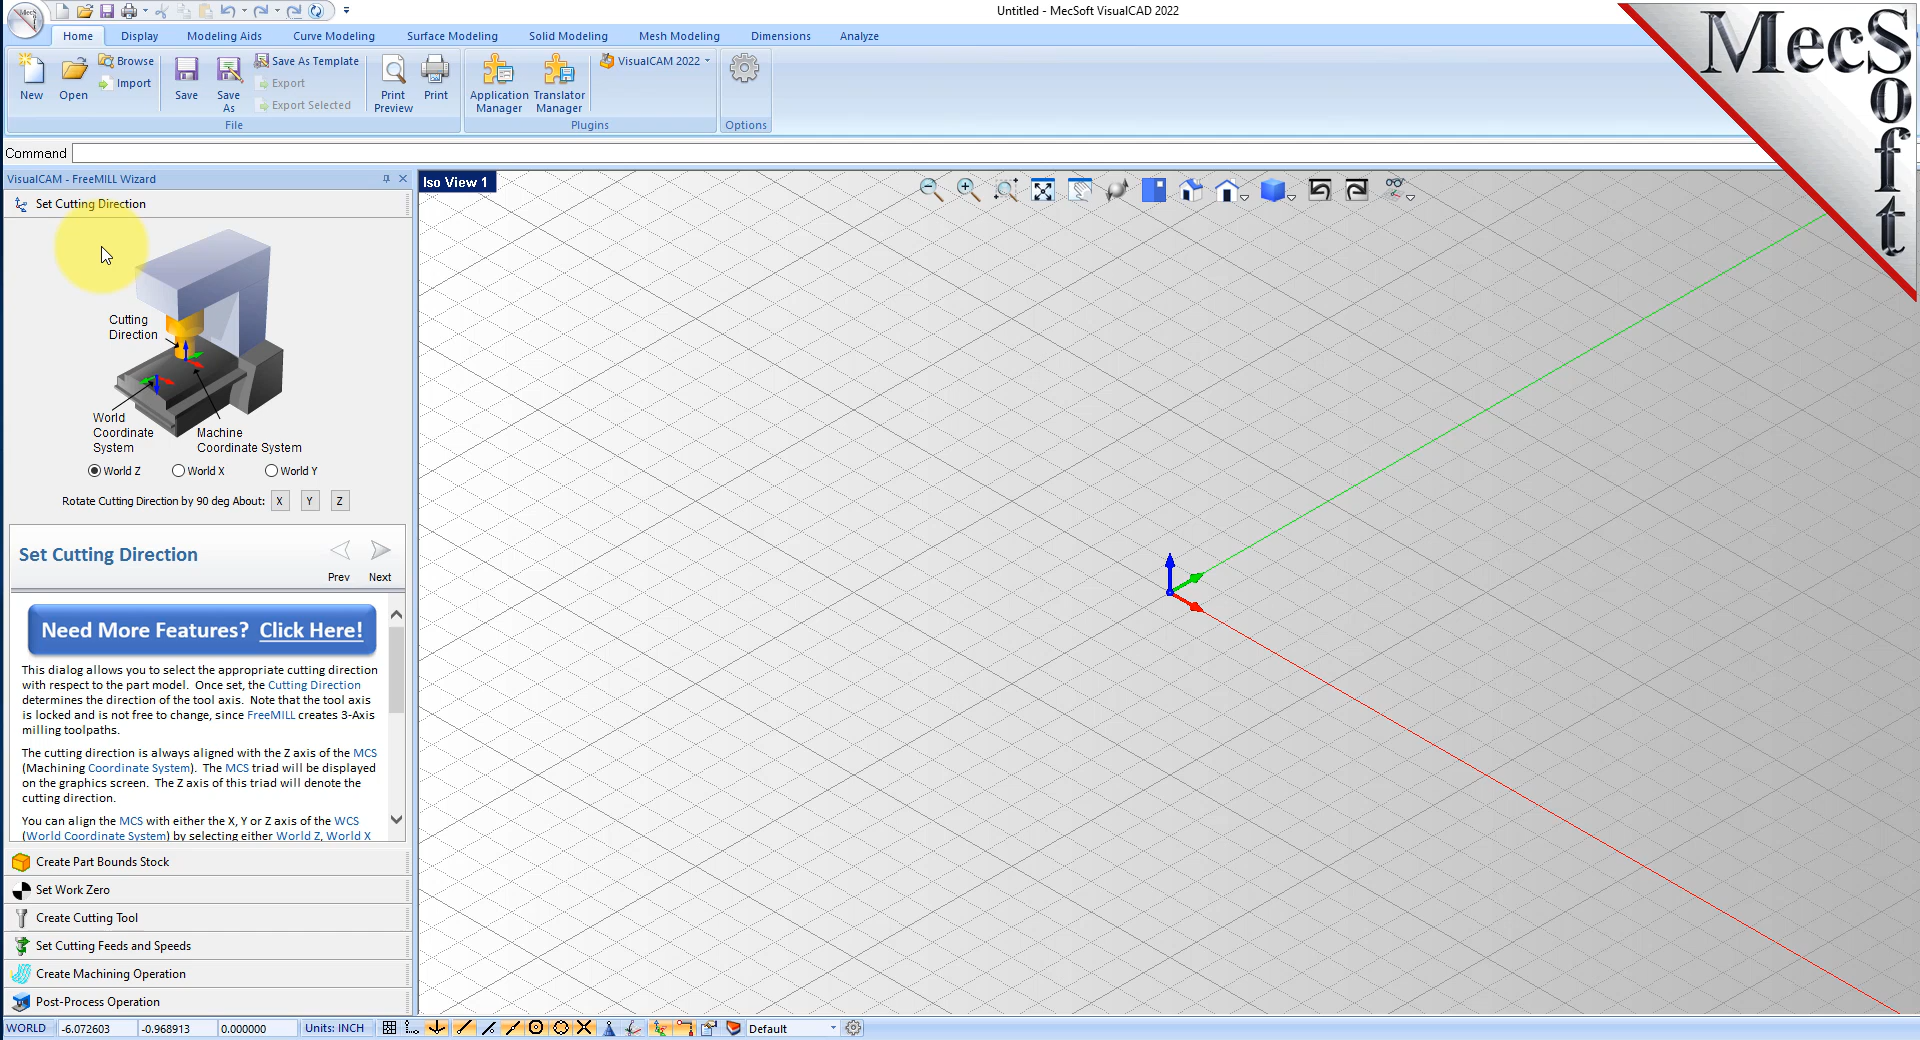 Untitled - MecSoft VisualCAD 2022
Home Display Modeling Aids Curve Modeling Surface Modeling Solid Modeling Mesh Modeling Dimensions Analyze
New
Open
Browse
Import
Save
Save As
Save As Template
Export
Export Selected
Print Preview
Print
File
Application Manager
Translator Manager
VisualCAM 2022
Plugins
Options
MecSoft
Command
VisualCAM - FreeMILL Wizard
Set Cutting Direction
Cutting
Direction
World
Coordinate
System
Machine
Coordinate System
World Z World X World Y
Rotate Cutting Direction by 90 deg About: X Y Z
Set Cutting Direction
Prev Next
Need More Features? Click Here!
This dialog allows you to select the appropriate cutting direction
with respect to the part model. Once set, the Cutting Direction
determines the direction of the tool axis. Note that the tool axis
is locked and is not free to change, since FreeMILL creates 3-Axis
milling toolpaths.
The cutting direction is always aligned with the Z axis of the MCS
(Machining Coordinate System). The MCS triad will be displayed
on the graphics screen. The Z axis of this triad will denote the
cutting direction.
You can align the MCS with either the X, Y or Z axis of the WCS
(World Coordinate System) by selecting either World Z, World X
Create Part Bounds Stock
Set Work Zero
Create Cutting Tool
Set Cutting Feeds and Speeds
Create Machining Operation
Post-Process Operation
Iso View 1
WORLD -6.072603 -0.968913 0.000000 Units: INCH Default